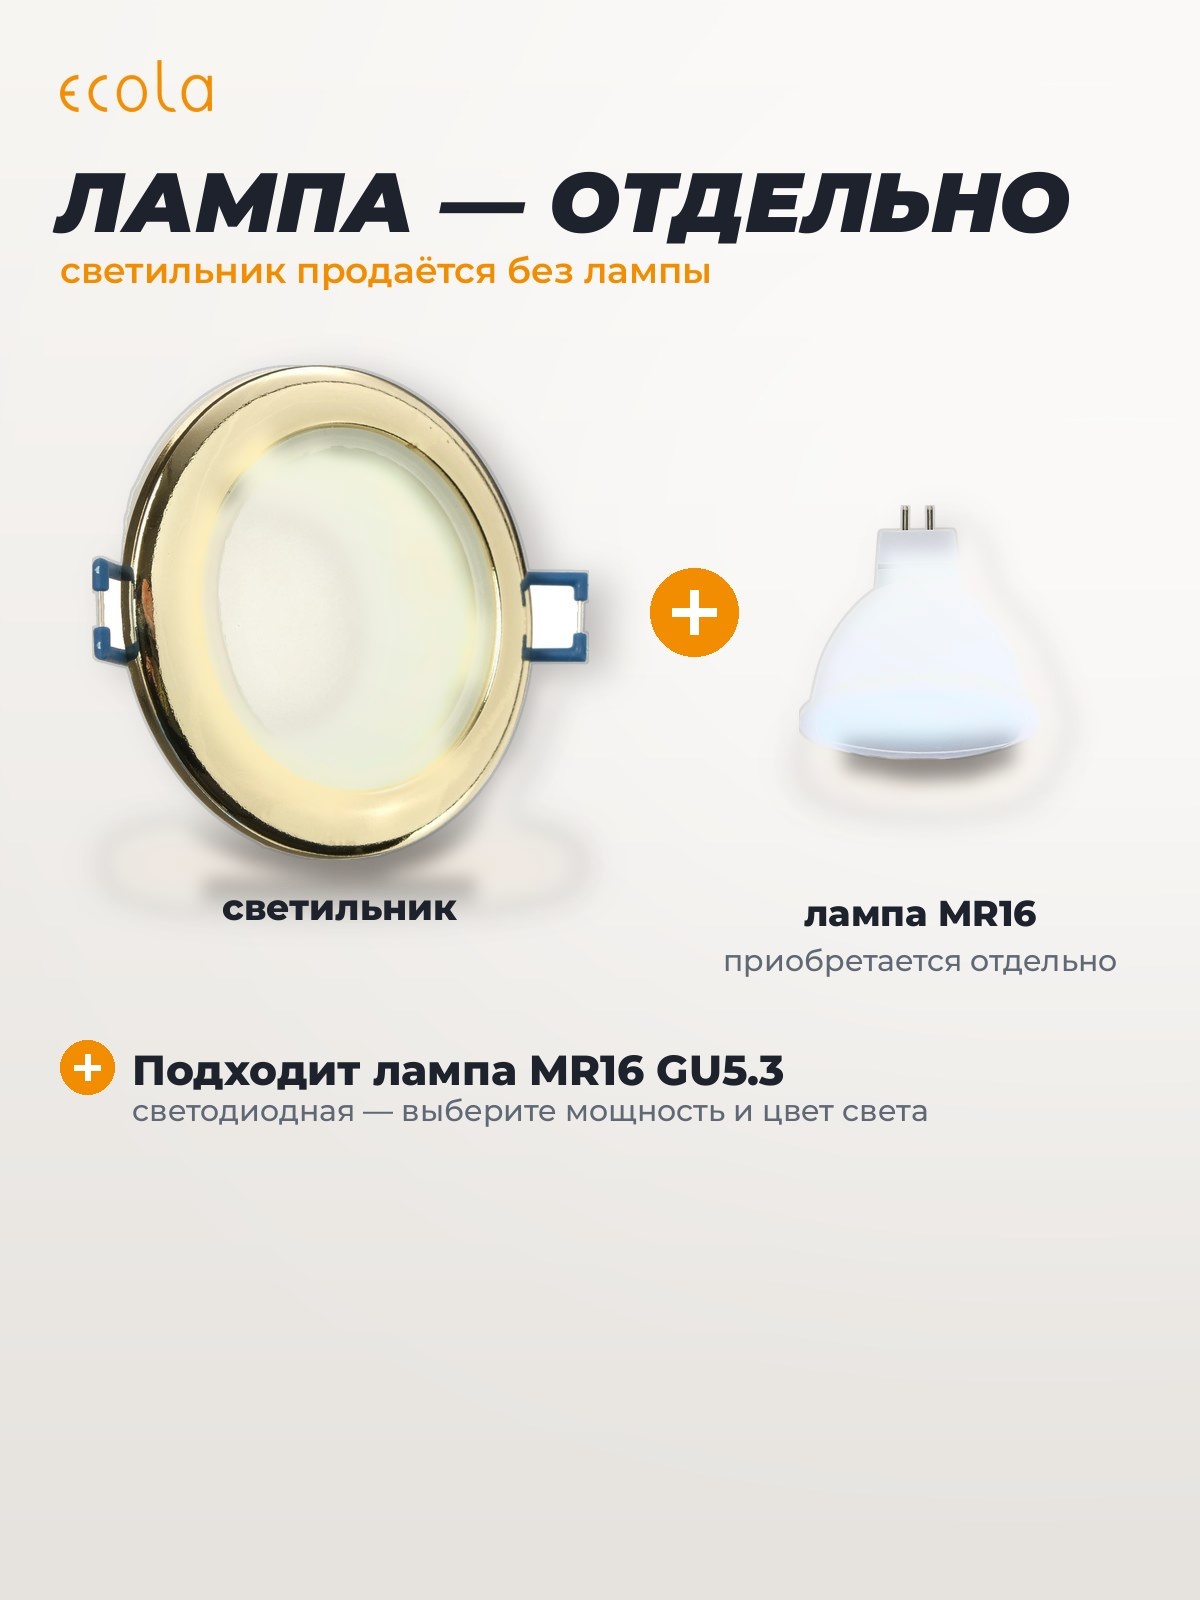 ecola
ЛАМПА — ОТДЕЛЬНО
светильник продаётся без лампы
светильник
лампа MR16
приобретается отдельно
Подходит лампа MR16 GU5.3
светодиодная — выберите мощность и цвет света